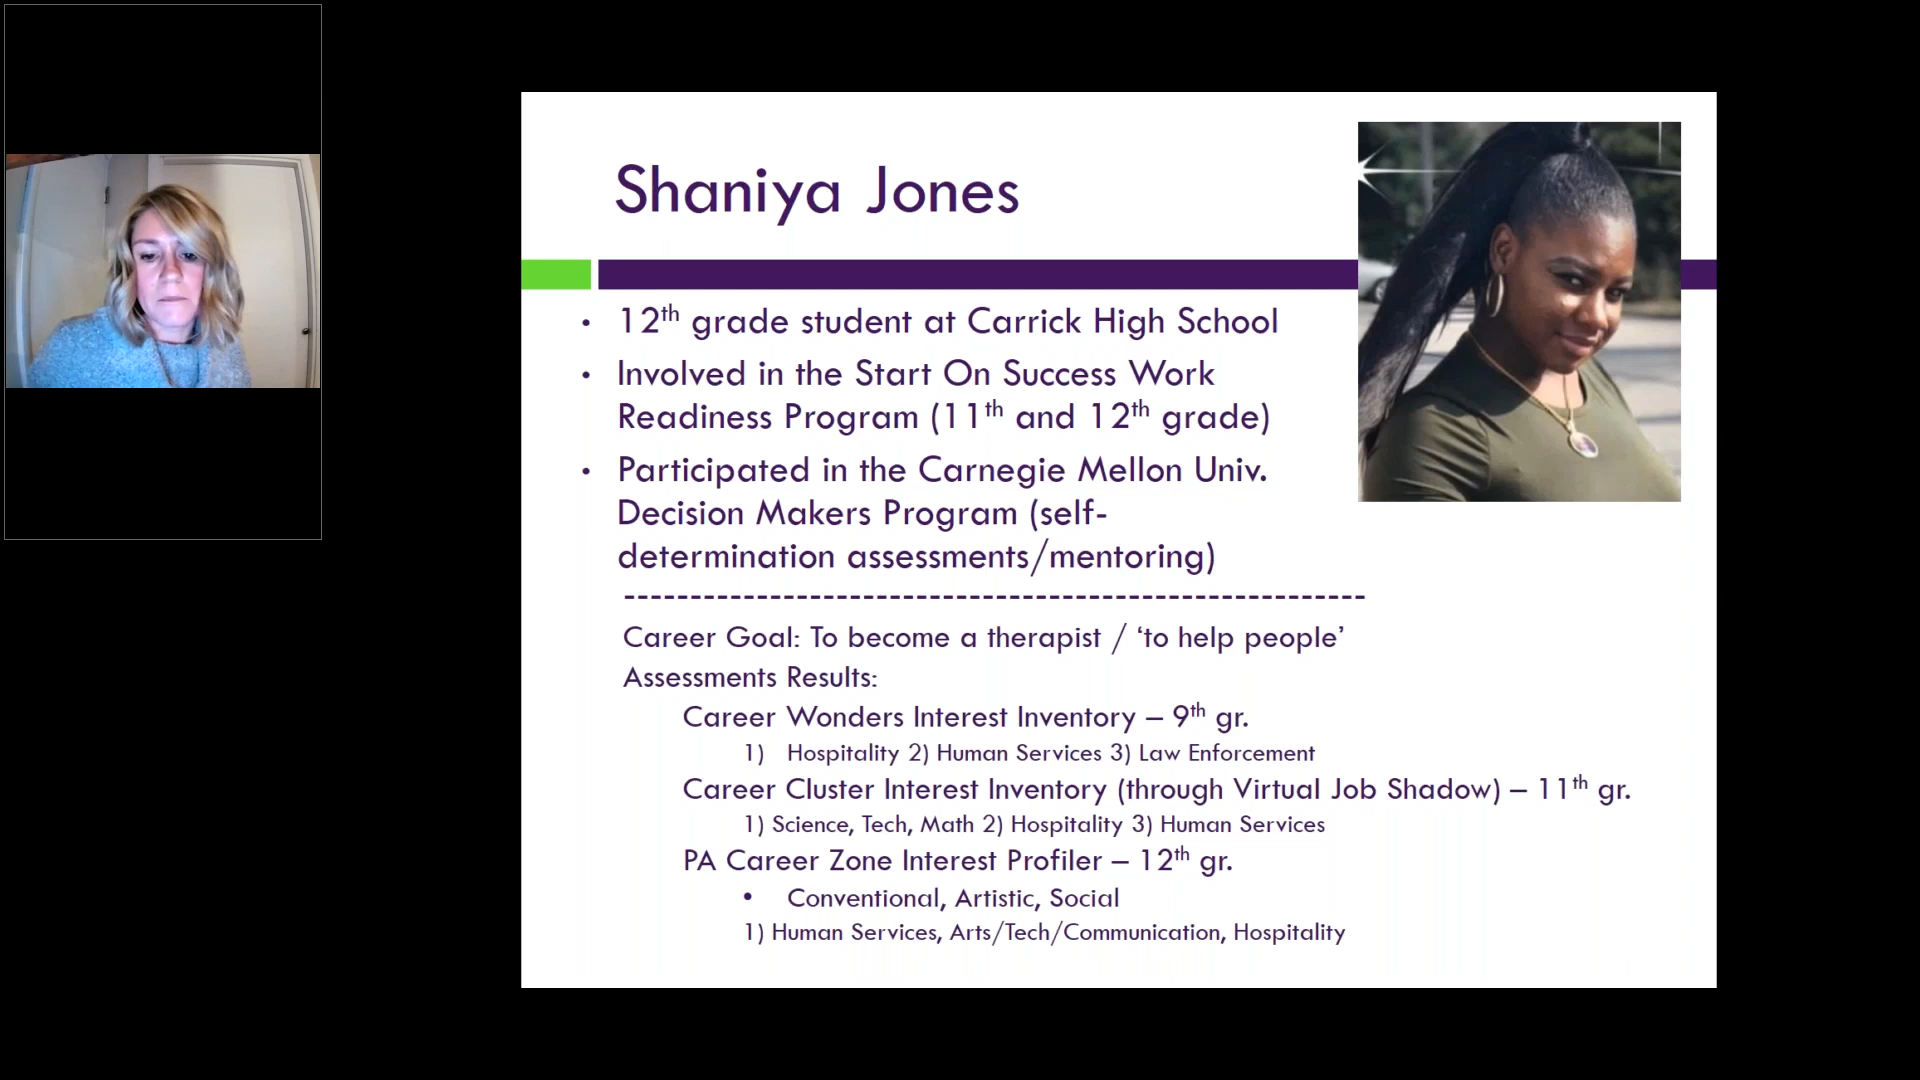 Shaniya Jones
• 12th grade student at Carrick High School
• Involved in the Start On Success Work
Readiness Program (11th and 12th grade)
• Participated in the Carnegie Mellon Univ.
Decision Makers Program (self-
determination assessments/mentoring)
--------------------------------------------------------
Career Goal: To become a therapist / ‘to help people’
Assessments Results:
Career Wonders Interest Inventory – 9th gr.
1) Hospitality 2) Human Services 3) Law Enforcement
Career Cluster Interest Inventory (through Virtual Job Shadow) – 11th gr.
1) Science, Tech, Math 2) Hospitality 3) Human Services
PA Career Zone Interest Profiler – 12th gr.
• Conventional, Artistic, Social
1) Human Services, Arts/Tech/Communication, Hospitality